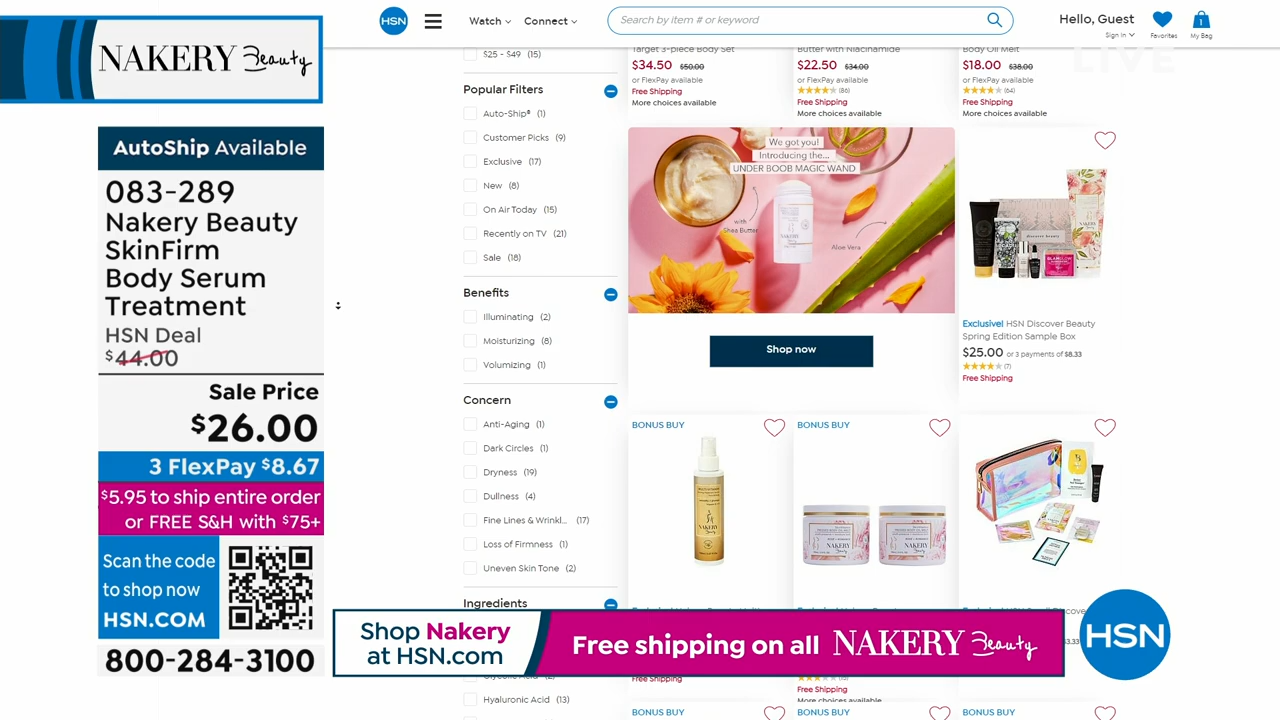 NAKERY Beauty
AutoShip Available
083-289
Nakery Beauty
SkinFirm
Body Serum
Treatment
HSN Deal
$44.00
Sale Price
$26.00
3 FlexPay $8.67
$5.95 to ship entire order
or FREE S&H with $75+
Scan the code
to shop now
HSN.COM
800-284-3100
HSN
Watch
Connect
Search by item # or keyword
Hello, Guest
Sign In
Favorites
1
My Bag
LIVE
$25 - $49 (15)
Popular Filters
Auto-Ship® (1)
Customer Picks (9)
Exclusive (17)
New (8)
On Air Today (15)
Recently on TV (21)
Sale (18)
Benefits
Illuminating (2)
Moisturizing (8)
Volumizing (1)
Concern
Anti-Aging (1)
Dark Circles (1)
Dryness (19)
Dullness (4)
Fine Lines & Wrinkl... (17)
Loss of Firmness (1)
Uneven Skin Tone (2)
Ingredients
Hyaluronic Acid (13)
Target 3-piece Body Set
$34.50 $50.00
or FlexPay available
Free Shipping
More choices available
Butter with Niacinamide
$22.50 $34.00
or FlexPay available
(86)
Free Shipping
More choices available
Body Oil Melt
$18.00 $38.00
or FlexPay available
(64)
Free Shipping
More choices available
We got you!
Introducing the...
UNDER BOOB MAGIC WAND
with
Shea Butter
Aloe Vera
NAKERY
Shop now
discover beauty
GLAMGLOW
Exclusive! HSN Discover Beauty
Spring Edition Sample Box
$25.00 or 3 payments of $8.33
(7)
Free Shipping
BONUS BUY
NAKERY
Beauty
BONUS BUY
NAKERY
Beauty
NAKERY
Beauty
Free Shipping
Free Shipping
More choices available
BONUS BUY
BONUS BUY
BONUS BUY
Shop Nakery
at HSN.com
Free shipping on all NAKERY Beauty
HSN